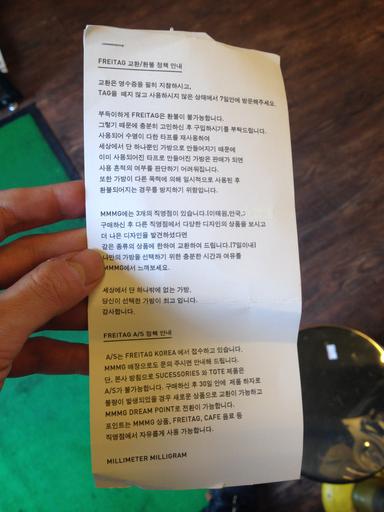 FREITAG 교환/환불 정책 안내
교환은 영수증을 필히 지참하시고,
TAG을 떼지 않고 사용하시지 않은 상태에서 7일안에 방문해주세요.
부득이하게 FREITAG은 환불이 불가능합니다.
그렇기 때문에 충분히 고민하신 후 구입하시기를 부탁드립니다.
사용되어 수명이 다한 타프를 재사용하여
세상에서 단 하나뿐인 가방으로 만들어지기 때문에
이미 사용되어진 타프로 만들어진 가방은 판매가 되면
사용 흔적의 여부를 판단하기 어려워집니다.
또한 가방이 다른 목적에 의해 일시적으로 사용된 후
환불되어지는 경우를 방지하기 위함입니다.
MMMG에는 3개의 직영점이 있습니다.(이태원,안국,
구매하신 후 다른 직영점에서 다양한 디자인의 상품을 보시고
더 나은 디자인을 발견하셨다면
같은 종류의 상품에 한하여 교환하여 드립니다.(7일이내)
나만의 가방을 선택하기 위한 충분한 시간과 여유를
MMMG에서 느껴보세요.
세상에서 단 하나밖에 없는 가방,
당신이 선택한 가방이 최고 입니다.
감사합니다.
FREITAG A/S 정책 안내
A/S는 FREITAG KOREA 에서 접수하고 있습니다.
MMMG 매장으로도 문의 주시면 안내해 드립니다.
단, 본사 방침으로 SUCESSORIES 와 TGTE 제품은
A/S가 불가능합니다. 구매하신 후 30일 안에 제품 하자로
불량이 발생되었을 경우 새로운 상품으로 교환이 가능하고
MMMG DREAM POINT로 전환이 가능합니다.
포인트는 MMMG 상품, FREITAG, CAFE 음료 등
직영점에서 자유롭게 사용 가능합니다.
MILLIMETER MILLIGRAM